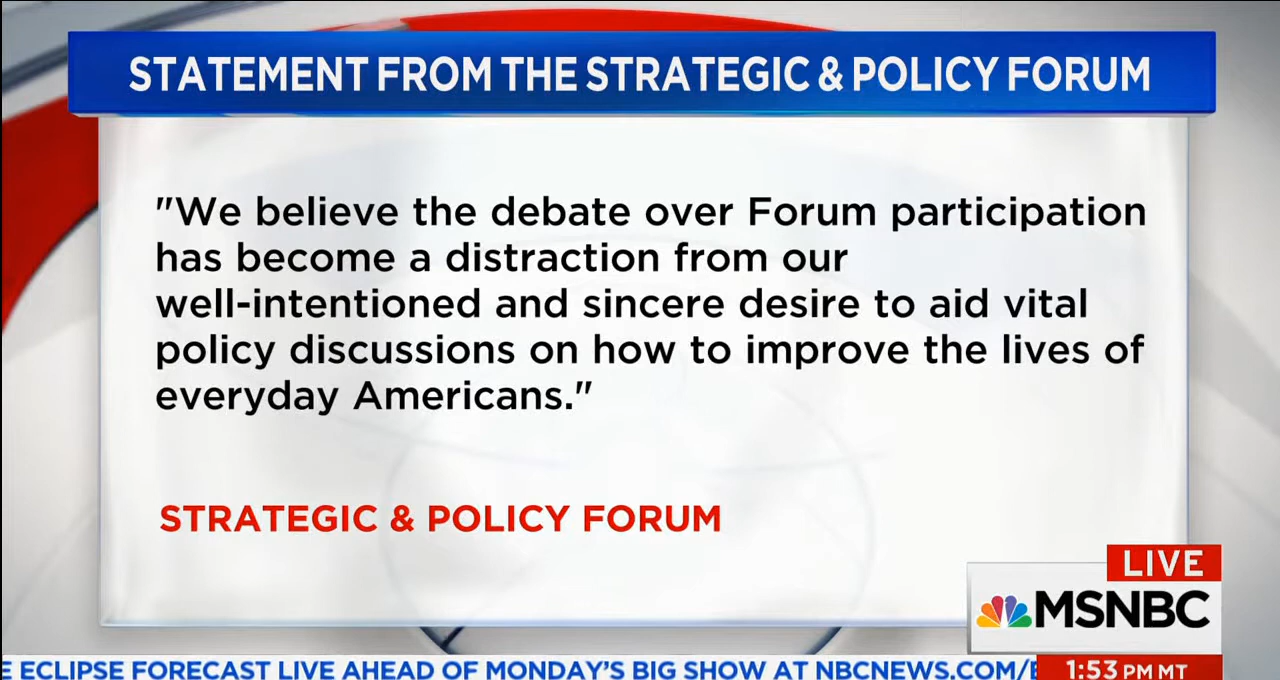 STATEMENT FROM THE STRATEGIC & POLICY FORUM
"We believe the debate over Forum participation
has become a distraction from our
well-intentioned and sincere desire to aid vital
policy discussions on how to improve the lives of
everyday Americans."
STRATEGIC & POLICY FORUM
LIVE
MSNBC
E ECLIPSE FORECAST LIVE AHEAD OF MONDAY'S BIG SHOW AT NBCNEWS.COM/E
1:53 PM MT